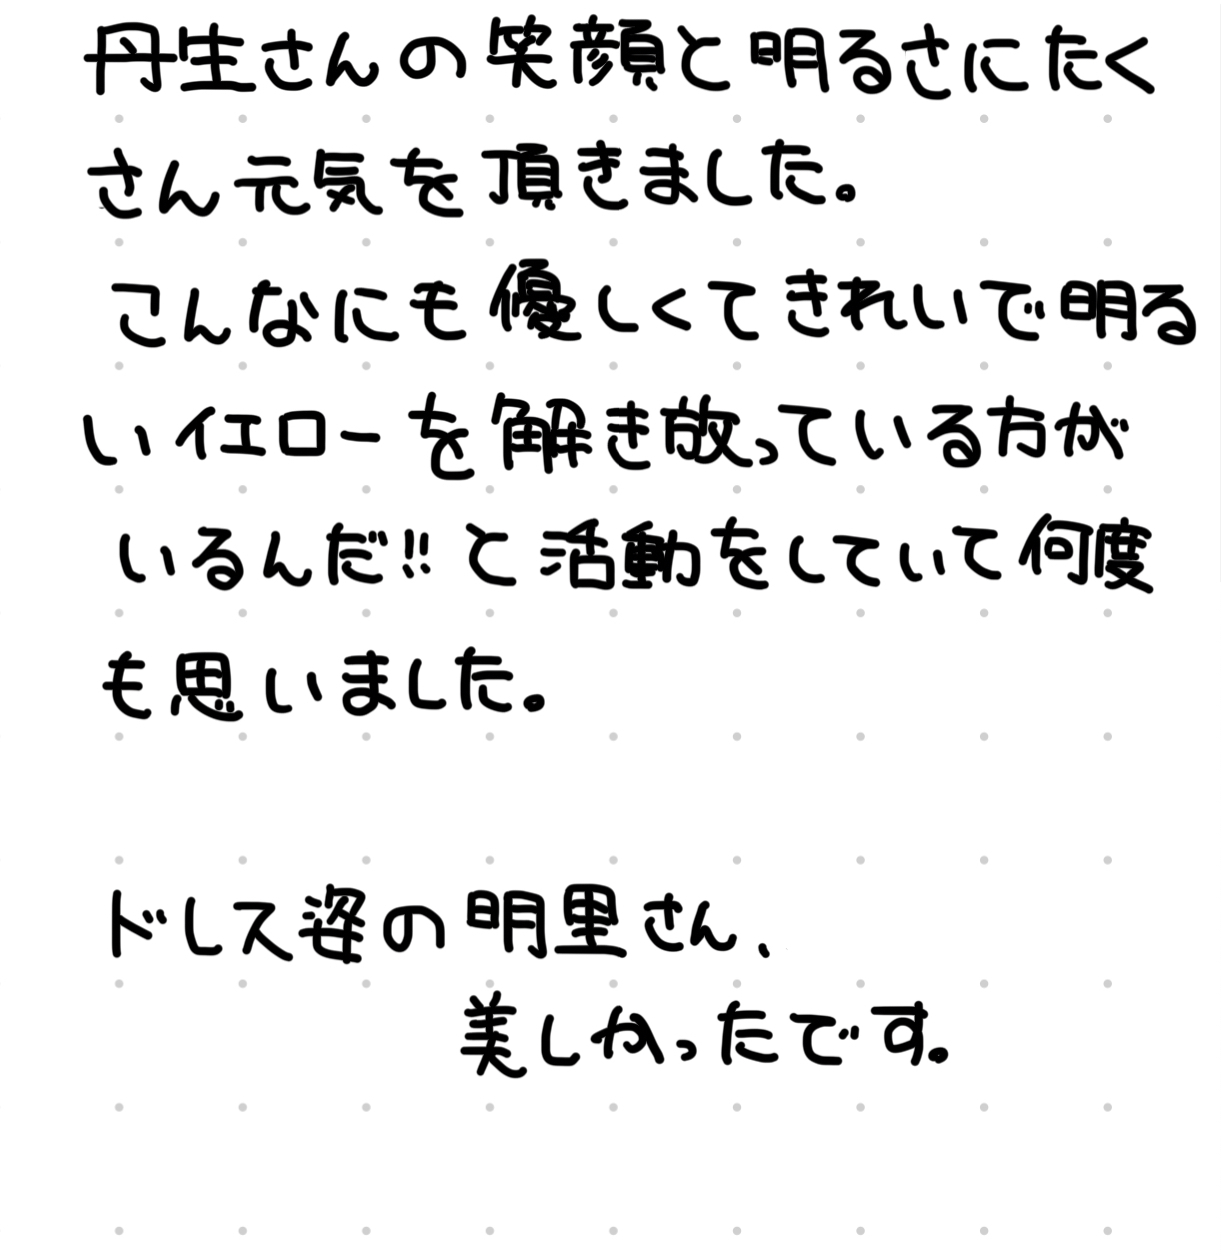 丹生さんの笑顔と明るさにたく
さん元気を頂きました。
こんなにも優しくてきれいで明る
いイエローを解き放っている方が
いるんだ!!と活動をしていて何度
も思いました。
ドレス姿の明里さん、
美しかったです。